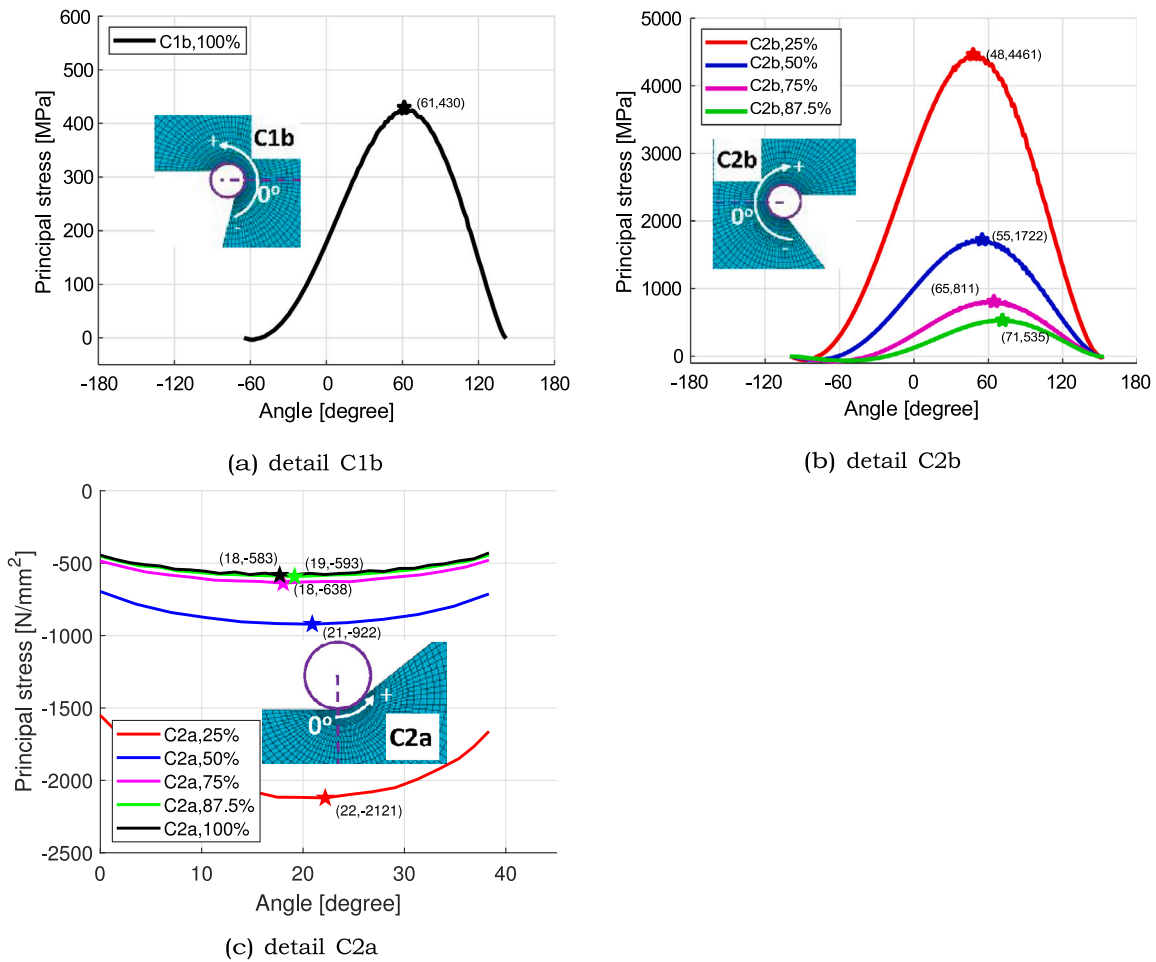 600
500
400
300
200
100
0
-180
-120
-60
0
60
120
180
Principal stress [MPa]
Angle [degree]
C1b,100%
(61,430)
C1b
+
0º
-
(a) detail C1b
5000
4000
3000
2000
1000
0
-180
-120
-60
0
60
120
180
Principal stress [MPa]
Angle [degree]
C2b,25%
C2b,50%
C2b,75%
C2b,87.5%
(48,4461)
(55,1722)
(65,811)
(71,535)
C2b
+
0º
-
(b) detail C2b
0
-500
-1000
-1500
-2000
-2500
0
10
20
30
40
Principal stress [N/mm²]
Angle [degree]
(18,-583)
(19,-593)
(18,-638)
(21,-922)
(22,-2121)
+
0º
C2a
C2a,25%
C2a,50%
C2a,75%
C2a,87.5%
C2a,100%
(c) detail C2a